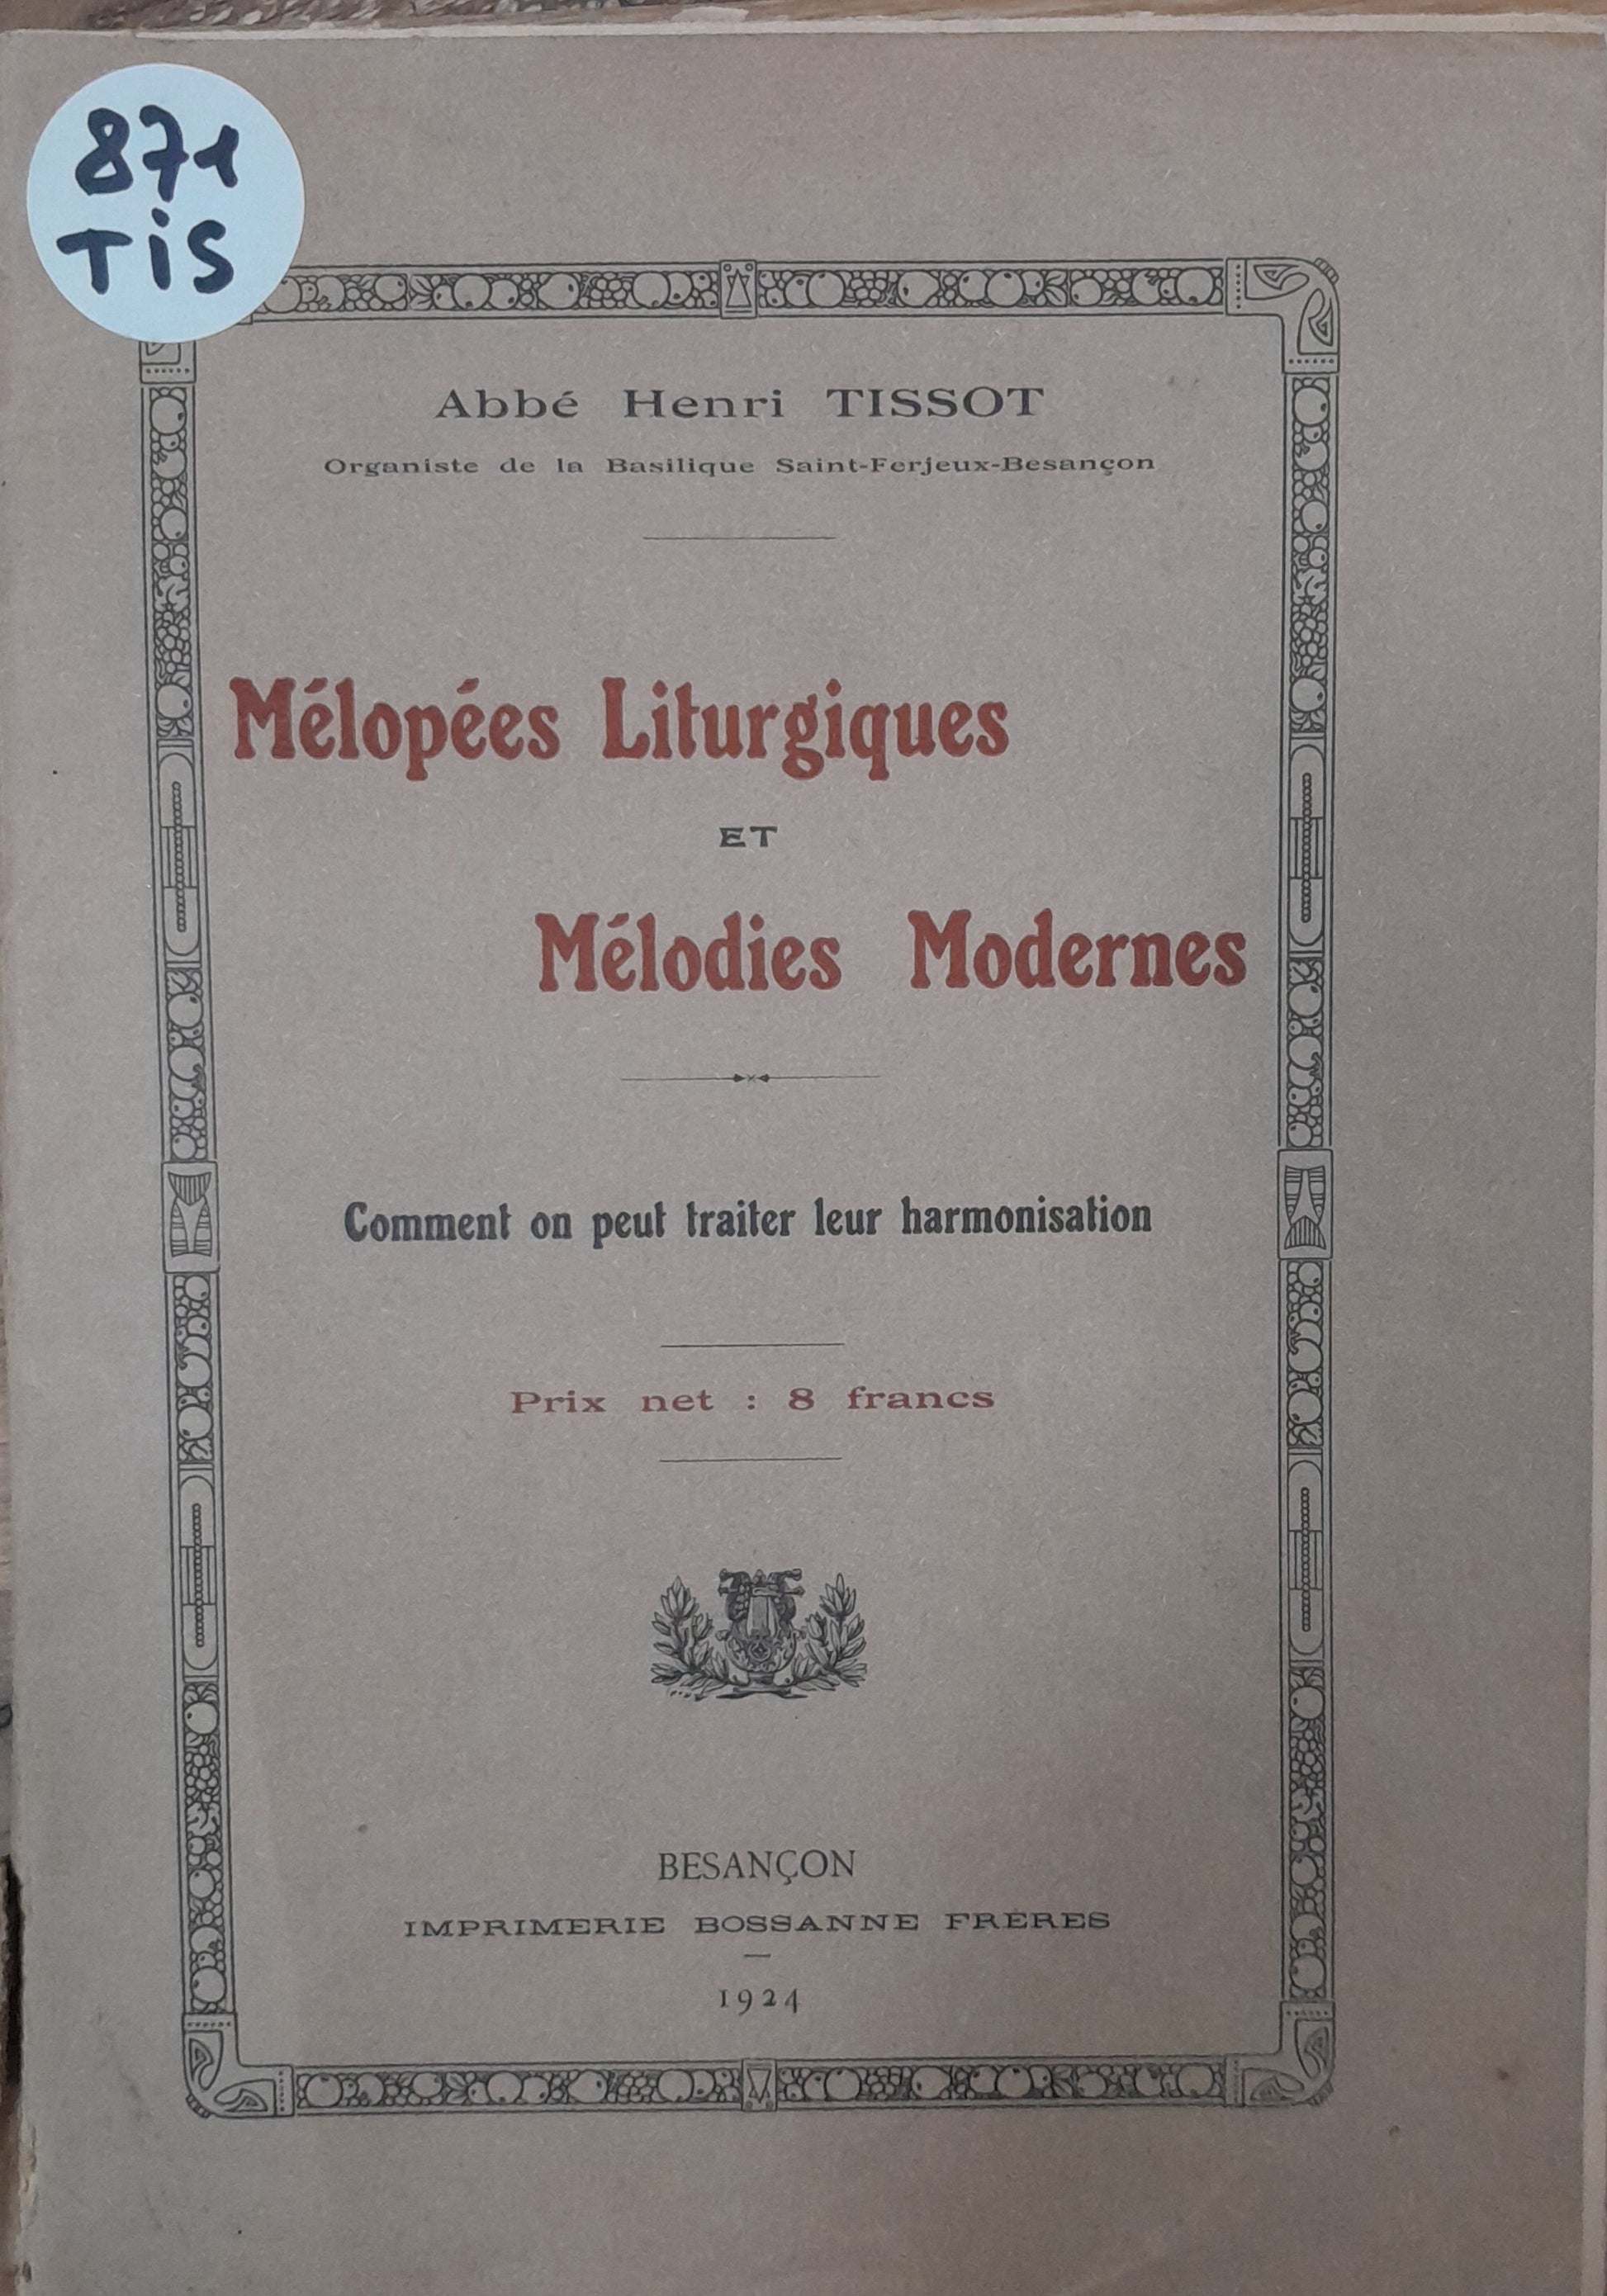 871
TiS
Abbé Henri TISSOT
Organiste de la Basilique Saint-Ferjeux-Besançon
Mélopées Liturgiques
ET
Mélodies Modernes
Comment on peut traiter leur harmonisation
Prix net : 8 francs
BESANÇON
IMPRIMERIE BOSSANNE FRÈRES
1924